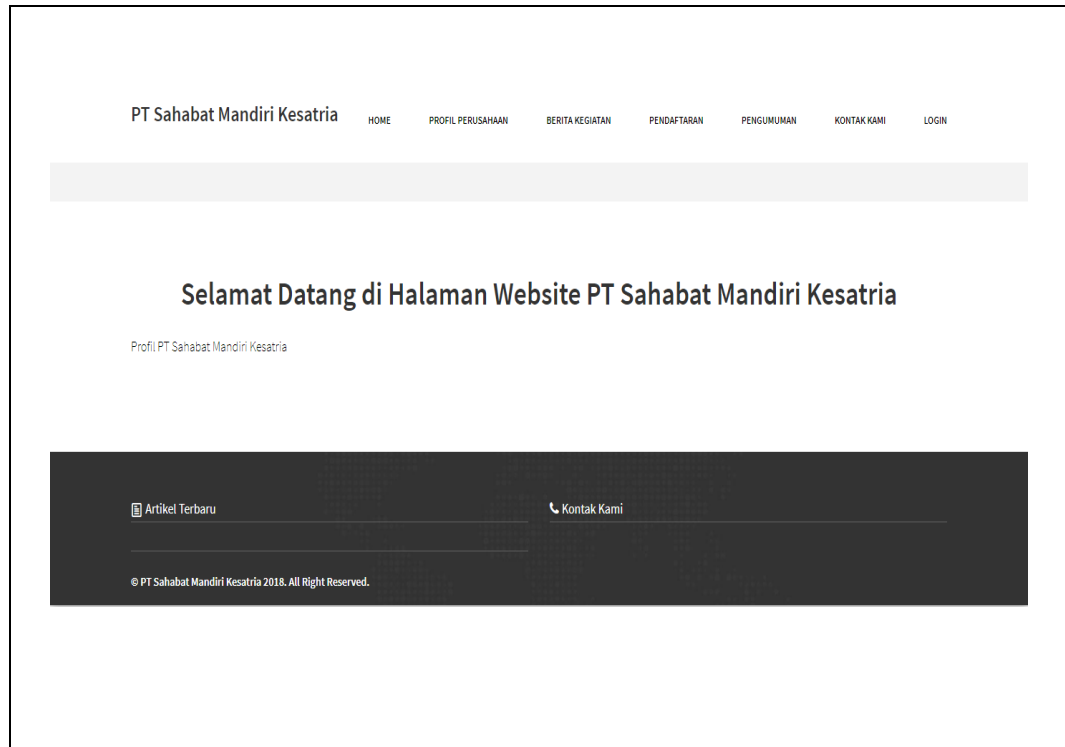 PT Sahabat Mandiri Kesatria
HOME PROFIL PERUSAHAAN BERITA KEGIATAN PENDAFTARAN PENGUMUMAN KONTAK KAMI LOGIN
Selamat Datang di Halaman Website PT Sahabat Mandiri Kesatria
Profil PT Sahabat Mandiri Kesatria
Artikel Terbaru
Kontak Kami
© PT Sahabat Mandiri Kesatria 2018. All Right Reserved.